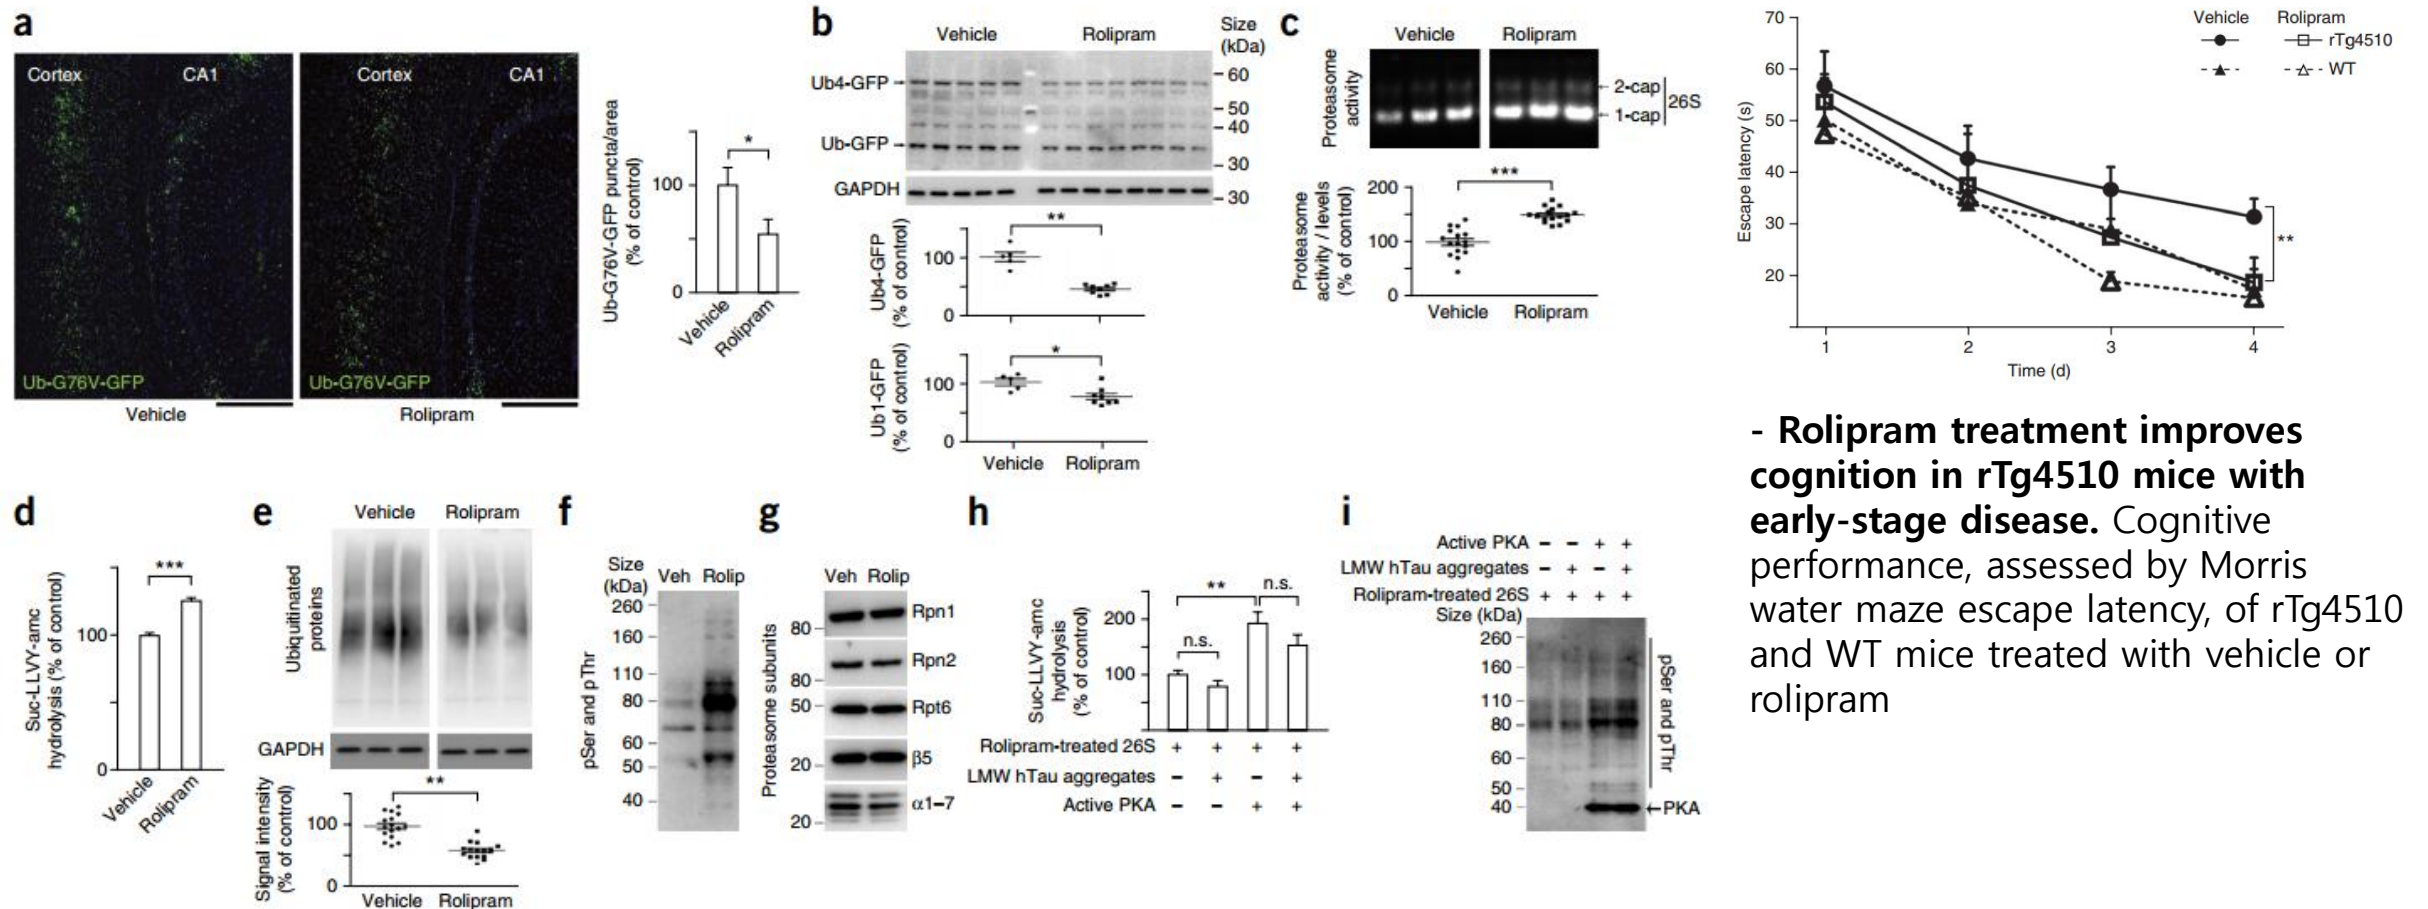 a
Cortex CA1
Ub-G76V-GFP
Vehicle
Cortex CA1
Ub-G76V-GFP
Rolipram
Ub-G76V-GFP puncta/area
(% of control)
*
100
0
Vehicle
Rolipram
b
Vehicle Rolipram
Size
(kDa)
Ub4-GFP
60
50
40
Ub-GFP
30
GAPDH
30
Ub4-GFP
(% of control)
**
100
0
Ub1-GFP
(% of control)
*
100
0
Vehicle Rolipram
c
Vehicle Rolipram
Proteasome
activity
2-cap
1-cap
26S
Proteasome
activity / levels
(% of control)
***
200
100
0
Vehicle Rolipram
Vehicle Rolipram
rTg4510
WT
Escape latency (s)
70
60
50
40
30
20
**
1 2 3 4
Time (d)
- Rolipram treatment improves
cognition in rTg4510 mice with
early-stage disease. Cognitive
performance, assessed by Morris
water maze escape latency, of rTg4510
and WT mice treated with vehicle or
rolipram
d
Suc-LLVY-amc
hydrolysis (% of control)
***
100
0
Vehicle
Rolipram
e
Vehicle Rolipram
Ubiquitinated
proteins
GAPDH
Signal intensity
(% of control)
**
100
0
Vehicle Rolipram
f
Size
(kDa)
Veh Rolip
pSer and pThr
260
160
110
80
60
50
40
g
Veh Rolip
Proteasome subunits
Rpn1
80
Rpn2
80
50
Rpt6
20
β5
α1–7
20
h
Suc-LLVY-amc
hydrolysis
(% of control)
** n.s.
n.s.
200
100
Rolipram-treated 26S + + + +
LMW hTau aggregates – + – +
Active PKA – – + +
i
Active PKA – – + +
LMW hTau aggregates – + – +
Rolipram-treated 26S + + + +
Size (kDa)
260
160
110
80
60
50
40
pSer and pThr
←PKA